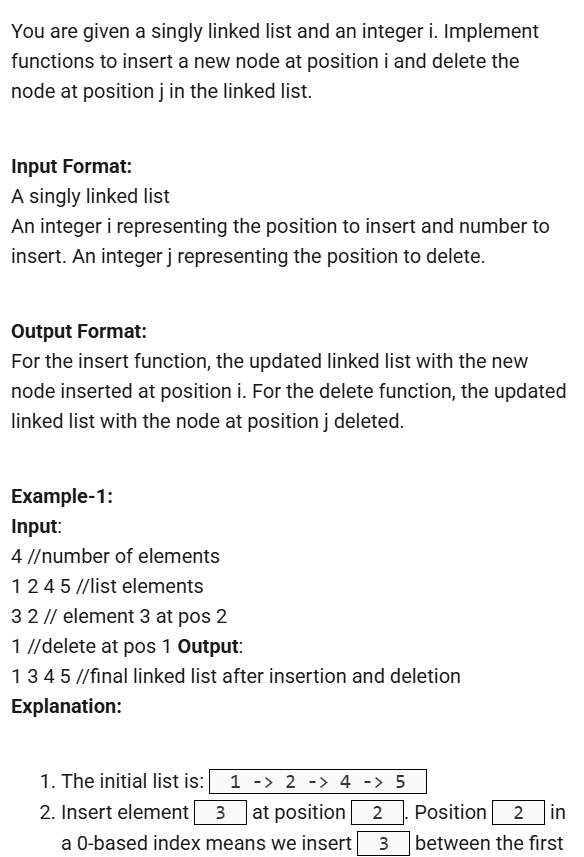 You are given a singly linked list and an integer i. Implement
functions to insert a new node at position i and delete the
node at position j in the linked list.
Input Format:
A singly linked list
An integer i representing the position to insert and number to
insert. An integer j representing the position to delete.
Output Format:
For the insert function, the updated linked list with the new
node inserted at position i. For the delete function, the updated
linked list with the node at position j deleted.
Example-1:
Input:
4 //number of elements
1 2 4 5 //list elements
3 2 // element 3 at pos 2
1 //delete at pos 1 Output:
1 3 4 5 //final linked list after insertion and deletion
Explanation:
1. The initial list is: 1 -> 2 -> 4 -> 5
2. Insert element 3 at position 2. Position 2 in
a 0-based index means we insert 3 between the first